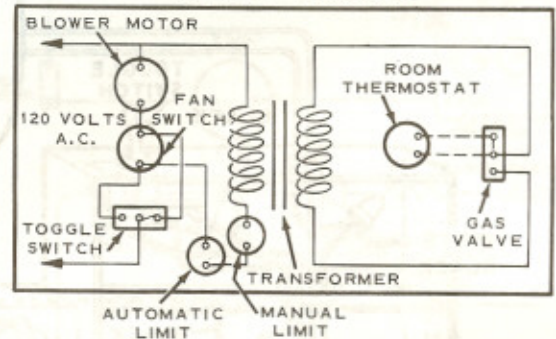 BLOWER MOTOR
ROOM
THERMOSTAT
FAN
SWITCH
120 VOLTS
A.C.
TOGGLE
SWITCH
GAS
VALVE
TRANSFORMER
AUTOMATIC
LIMIT
MANUAL
LIMIT